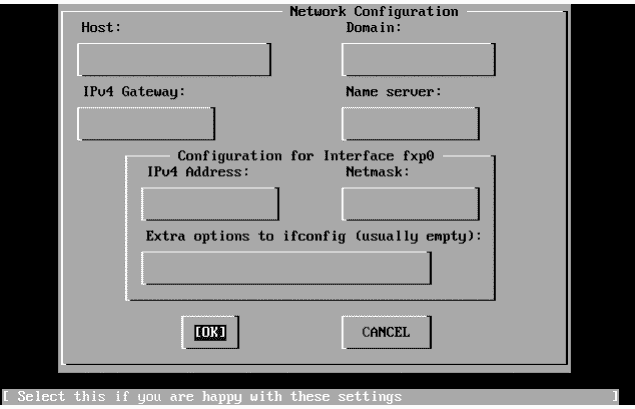 Network Configuration
Host: Domain:
IPv4 Gateway: Name server:
Configuration for Interface fxp0
IPv4 Address: Netmask:
Extra options to ifconfig (usually empty):
[OK] CANCEL
[ Select this if you are happy with these settings ]